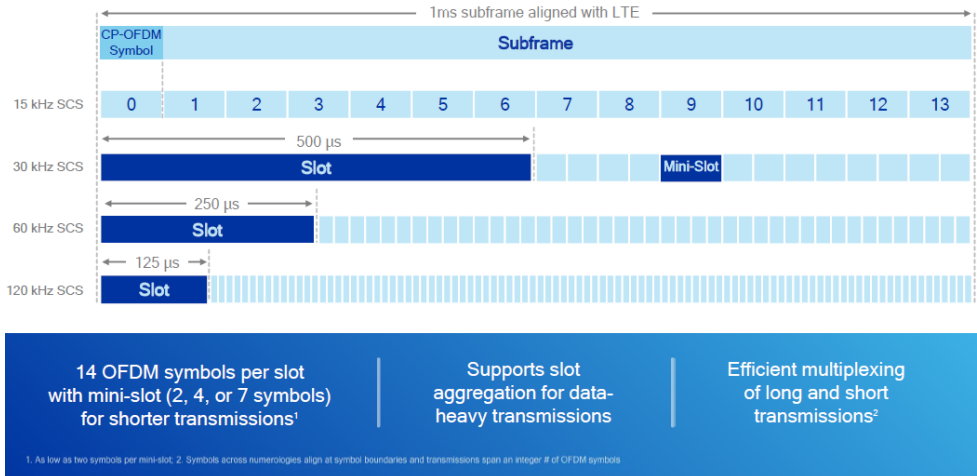 1ms subframe aligned with LTE
CP-OFDM
Symbol
Subframe
15 kHz SCS
0 1 2 3 4 5 6 7 8 9 10 11 12 13
500 µs
30 kHz SCS
Slot
Mini-Slot
250 µs
60 kHz SCS
Slot
125 µs
120 kHz SCS
Slot
14 OFDM symbols per slot
with mini-slot (2, 4, or 7 symbols)
for shorter transmissions¹
Supports slot
aggregation for data-
heavy transmissions
Efficient multiplexing
of long and short
transmissions²
1. As low as two symbols per mini-slot; 2. Symbols across numerologies align at symbol boundaries and transmissions span an integer # of OFDM symbols